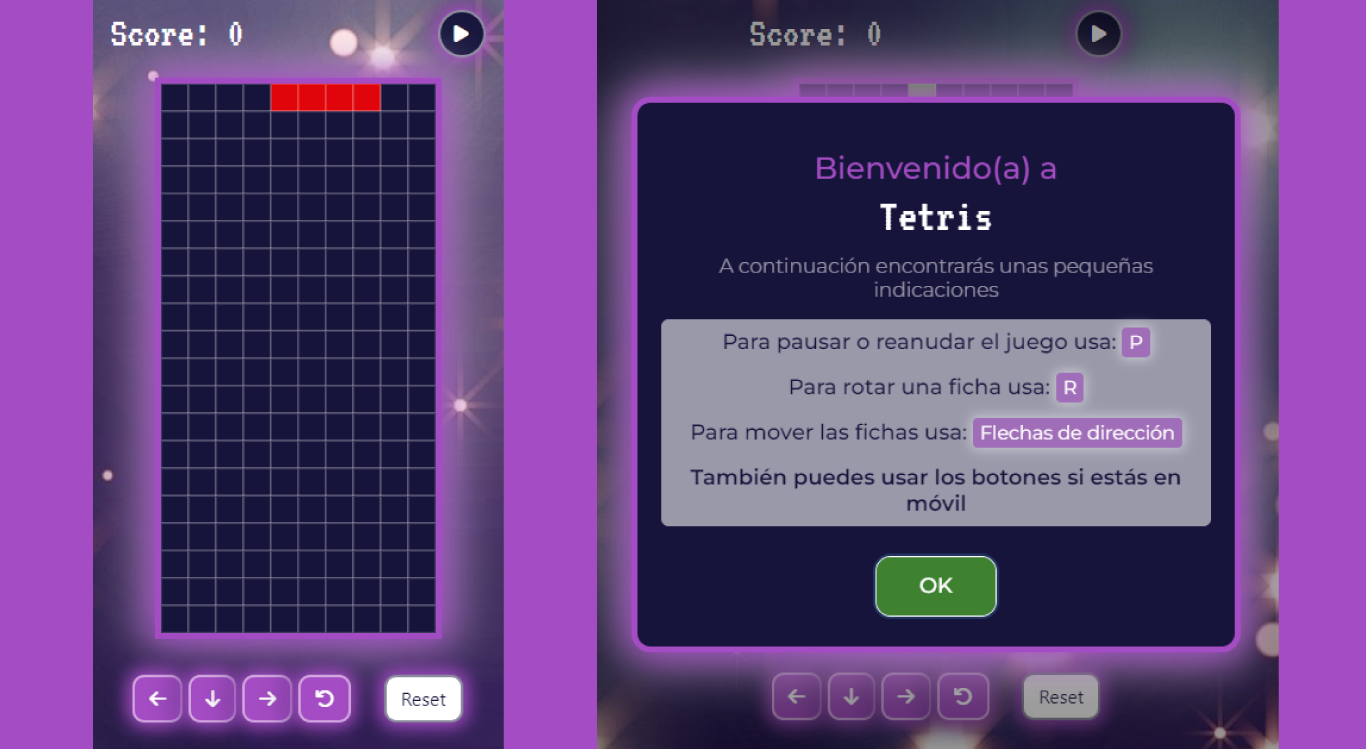 Score: 0
Reset
Score: 0
Bienvenido(a) a
Tetris
A continuación encontrarás unas pequeñas
indicaciones
Para pausar o reanudar el juego usa: P
Para rotar una ficha usa: R
Para mover las fichas usa: Flechas de dirección
También puedes usar los botones si estás en
móvil
OK
Reset